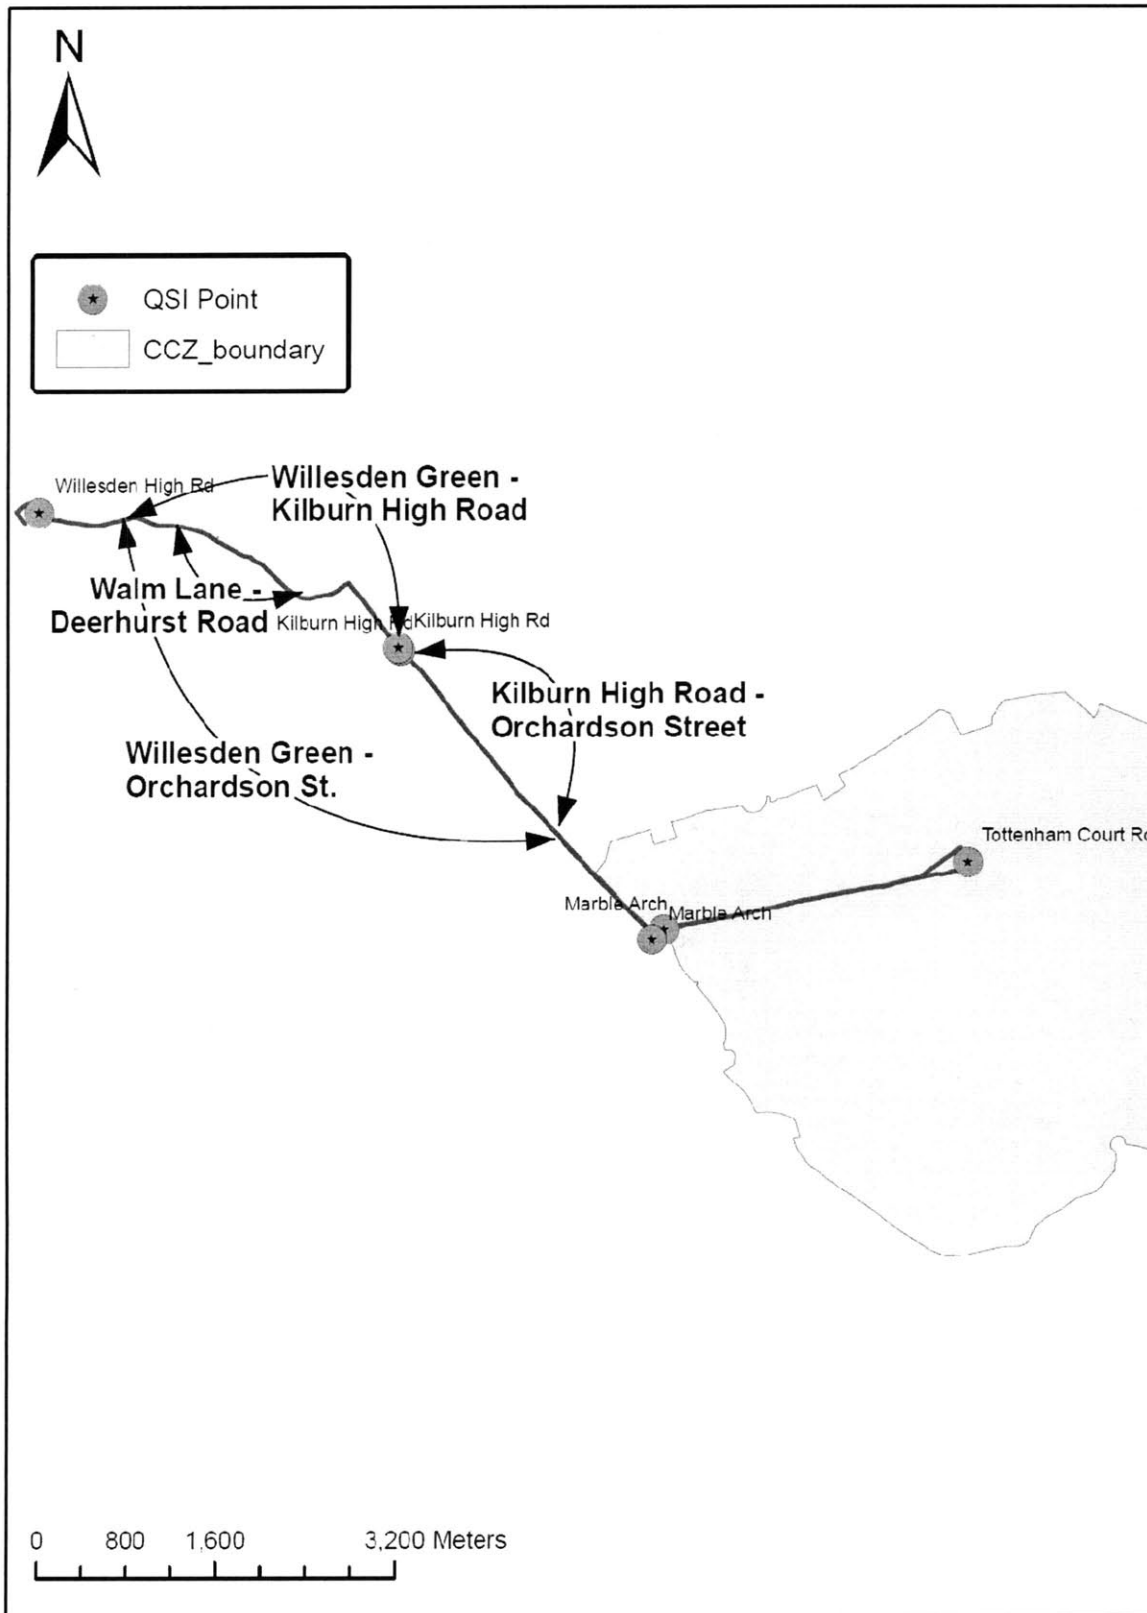 N
QSI Point
CCZ_boundary
Willesden High Rd
Willesden Green -
Kilburn High Road
Walm Lane -
Deerhurst Road
Kilburn High Rd
Kilburn High Rd
Kilburn High Road -
Orchardson Street
Willesden Green -
Orchardson St.
Tottenham Court Rd
Marble Arch
Marble Arch
0 800 1,600 3,200 Meters